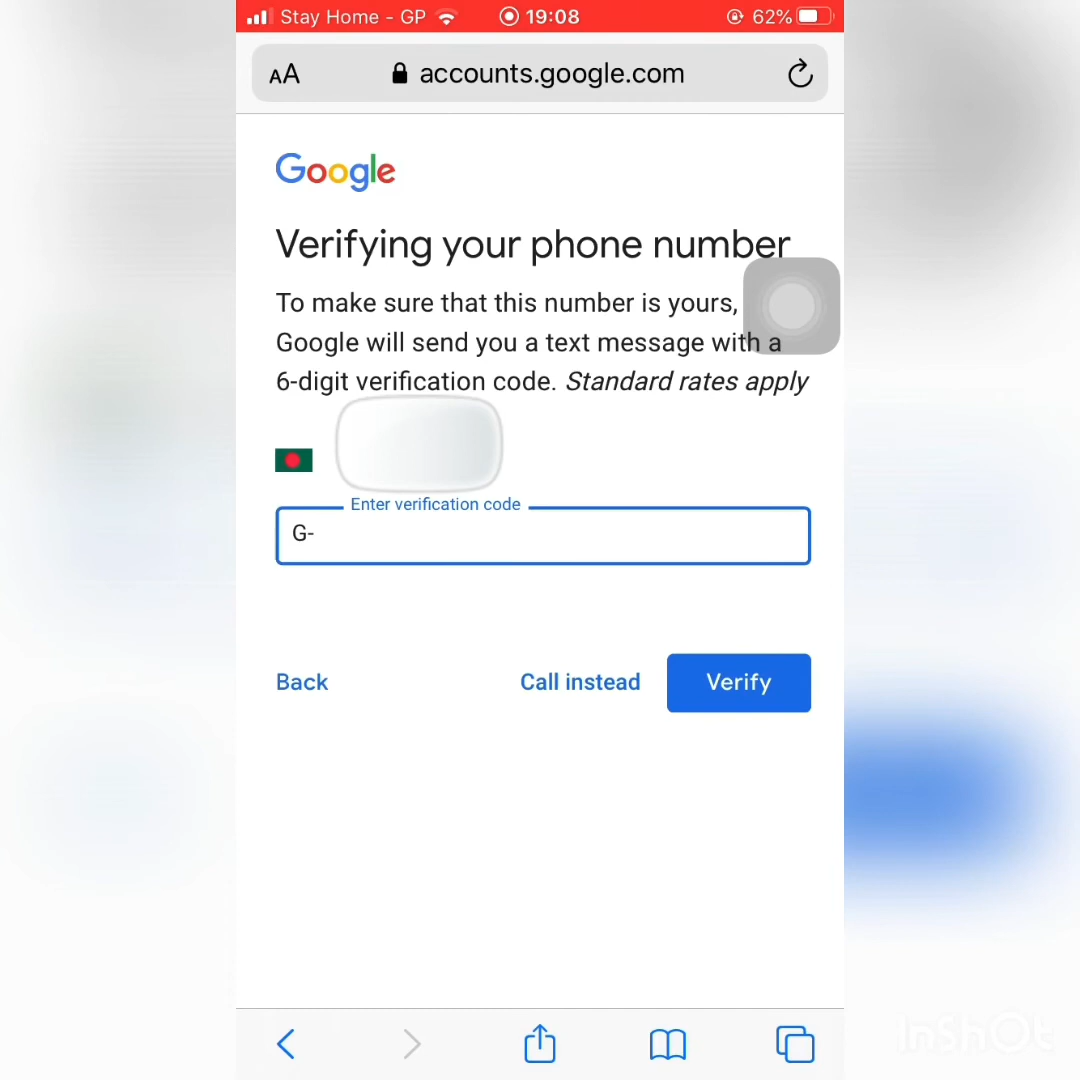 Stay Home - GP 19:08 62%
AA accounts.google.com
Google
Verifying your phone number
To make sure that this number is yours,
Google will send you a text message with a
6-digit verification code. Standard rates apply
Enter verification code
G-
Back Call instead Verify
InShOt